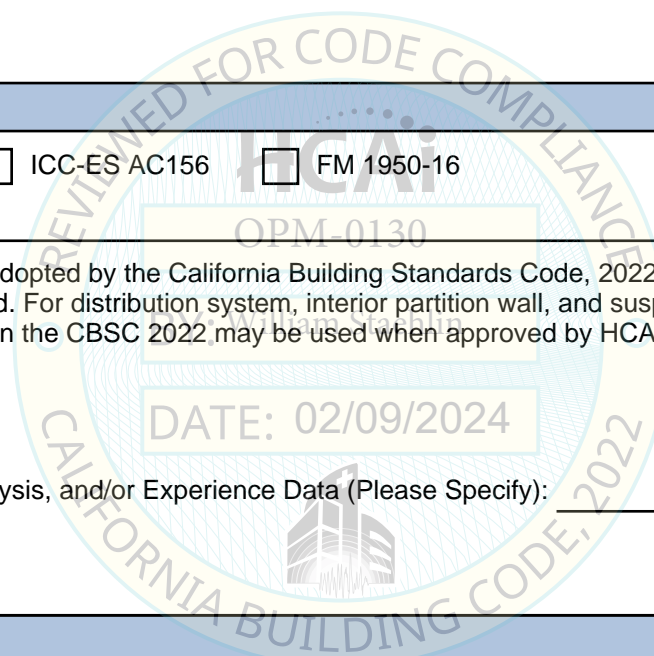 REVIEWED FOR CODE COMPLIANCE
HCAi
ICC-ES AC156 FM 1950-16
OPM-0130
dopted by the California Building Standards Code, 2022
d. For distribution system, interior partition wall, and sus
BY: William Staehlin
n the CBSC 2022 may be used when approved by HCA
DATE: 02/09/2024
ysis, and/or Experience Data (Please Specify):
CALIFORNIA BUILDING CODE, 2022